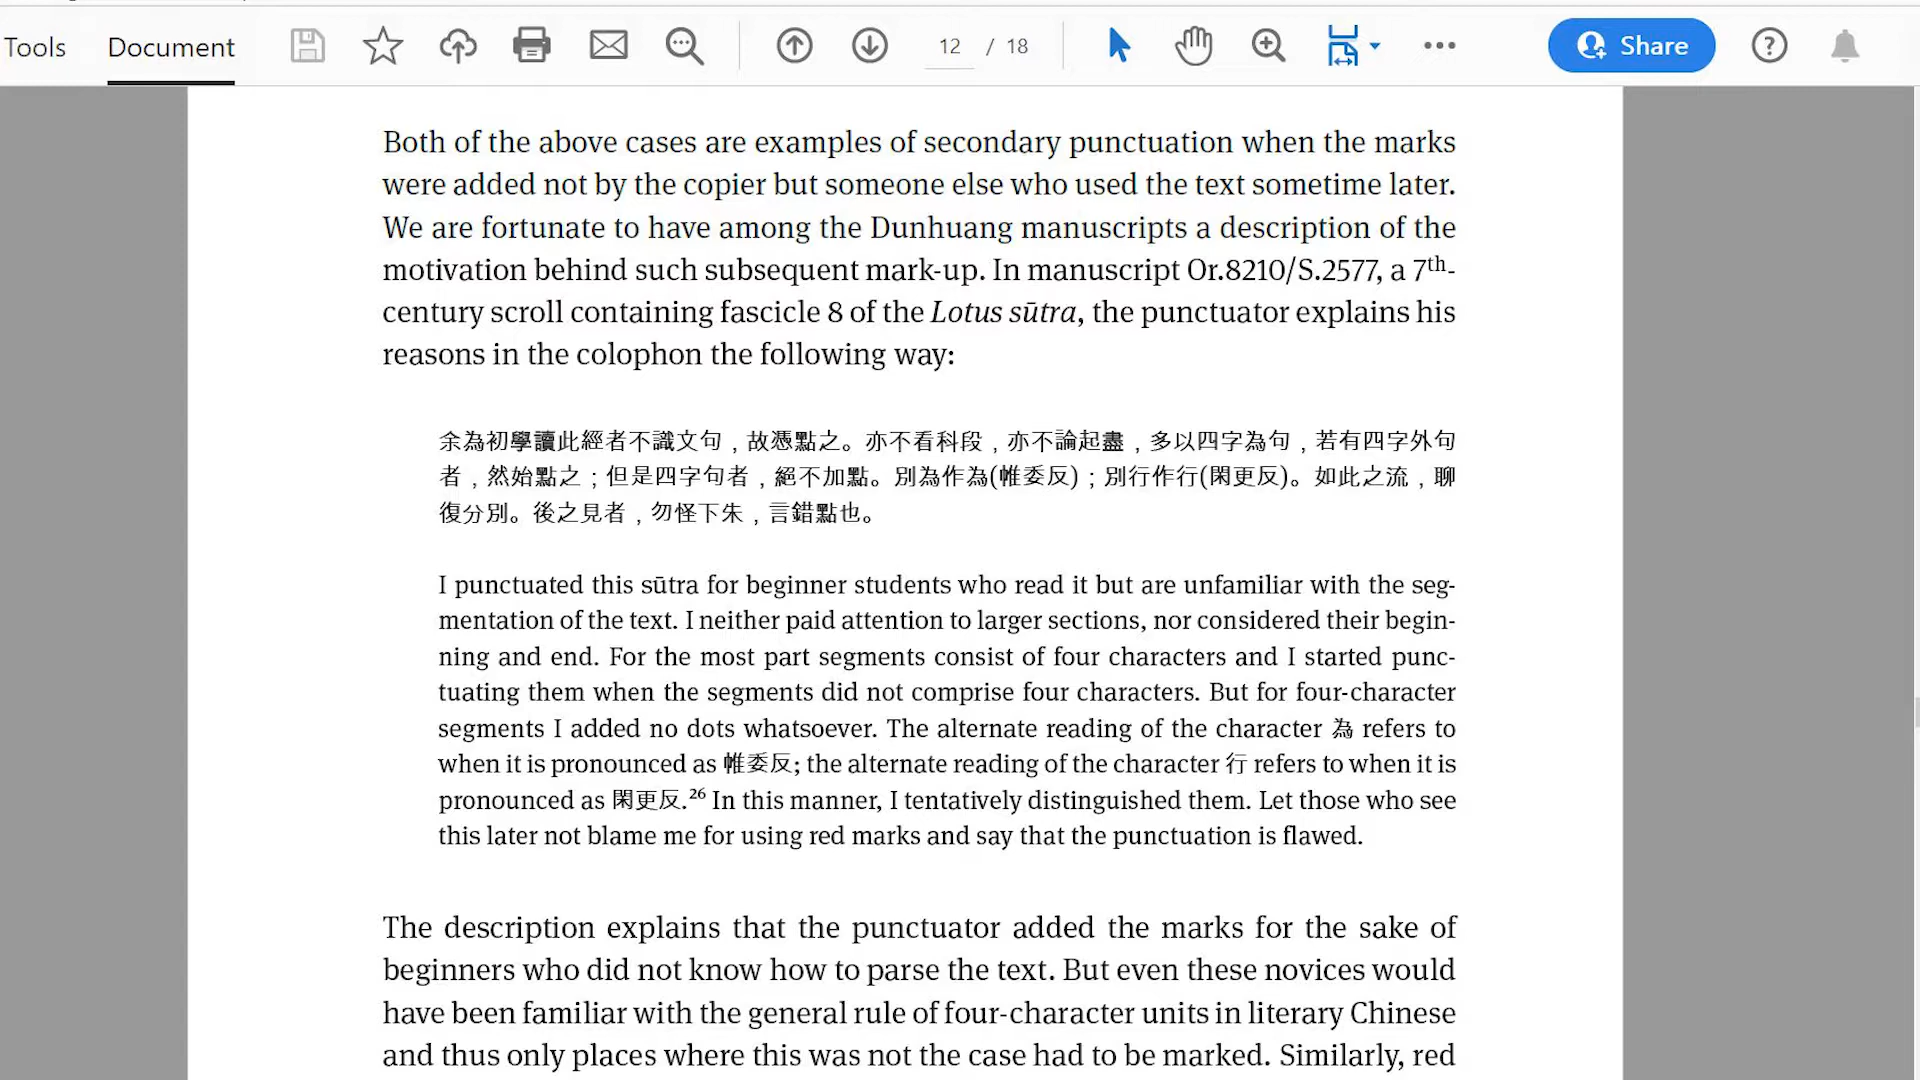 Tools Document 12 / 18 Share
Both of the above cases are examples of secondary punctuation when the marks
were added not by the copier but someone else who used the text sometime later.
We are fortunate to have among the Dunhuang manuscripts a description of the
motivation behind such subsequent mark-up. In manuscript Or.8210/S.2577, a 7th-
century scroll containing fascicle 8 of the Lotus sūtra, the punctuator explains his
reasons in the colophon the following way:
余為初學讀此經者不識文句，故憑點之。亦不看科段，亦不論起盡，多以四字為句，若有四字外句
者，然始點之；但是四字句者，絕不加點。別為作為(帷委反)；別行作行(閑更反)。如此之流，聊
復分別。後之見者，勿怪下朱，言錯點也。
I punctuated this sūtra for beginner students who read it but are unfamiliar with the seg-
mentation of the text. I neither paid attention to larger sections, nor considered their begin-
ning and end. For the most part segments consist of four characters and I started punc-
tuating them when the segments did not comprise four characters. But for four-character
segments I added no dots whatsoever. The alternate reading of the character 為 refers to
when it is pronounced as 帷委反; the alternate reading of the character 行 refers to when it is
pronounced as 閑更反.26 In this manner, I tentatively distinguished them. Let those who see
this later not blame me for using red marks and say that the punctuation is flawed.
The description explains that the punctuator added the marks for the sake of
beginners who did not know how to parse the text. But even these novices would
have been familiar with the general rule of four-character units in literary Chinese
and thus only places where this was not the case had to be marked. Similarly, red